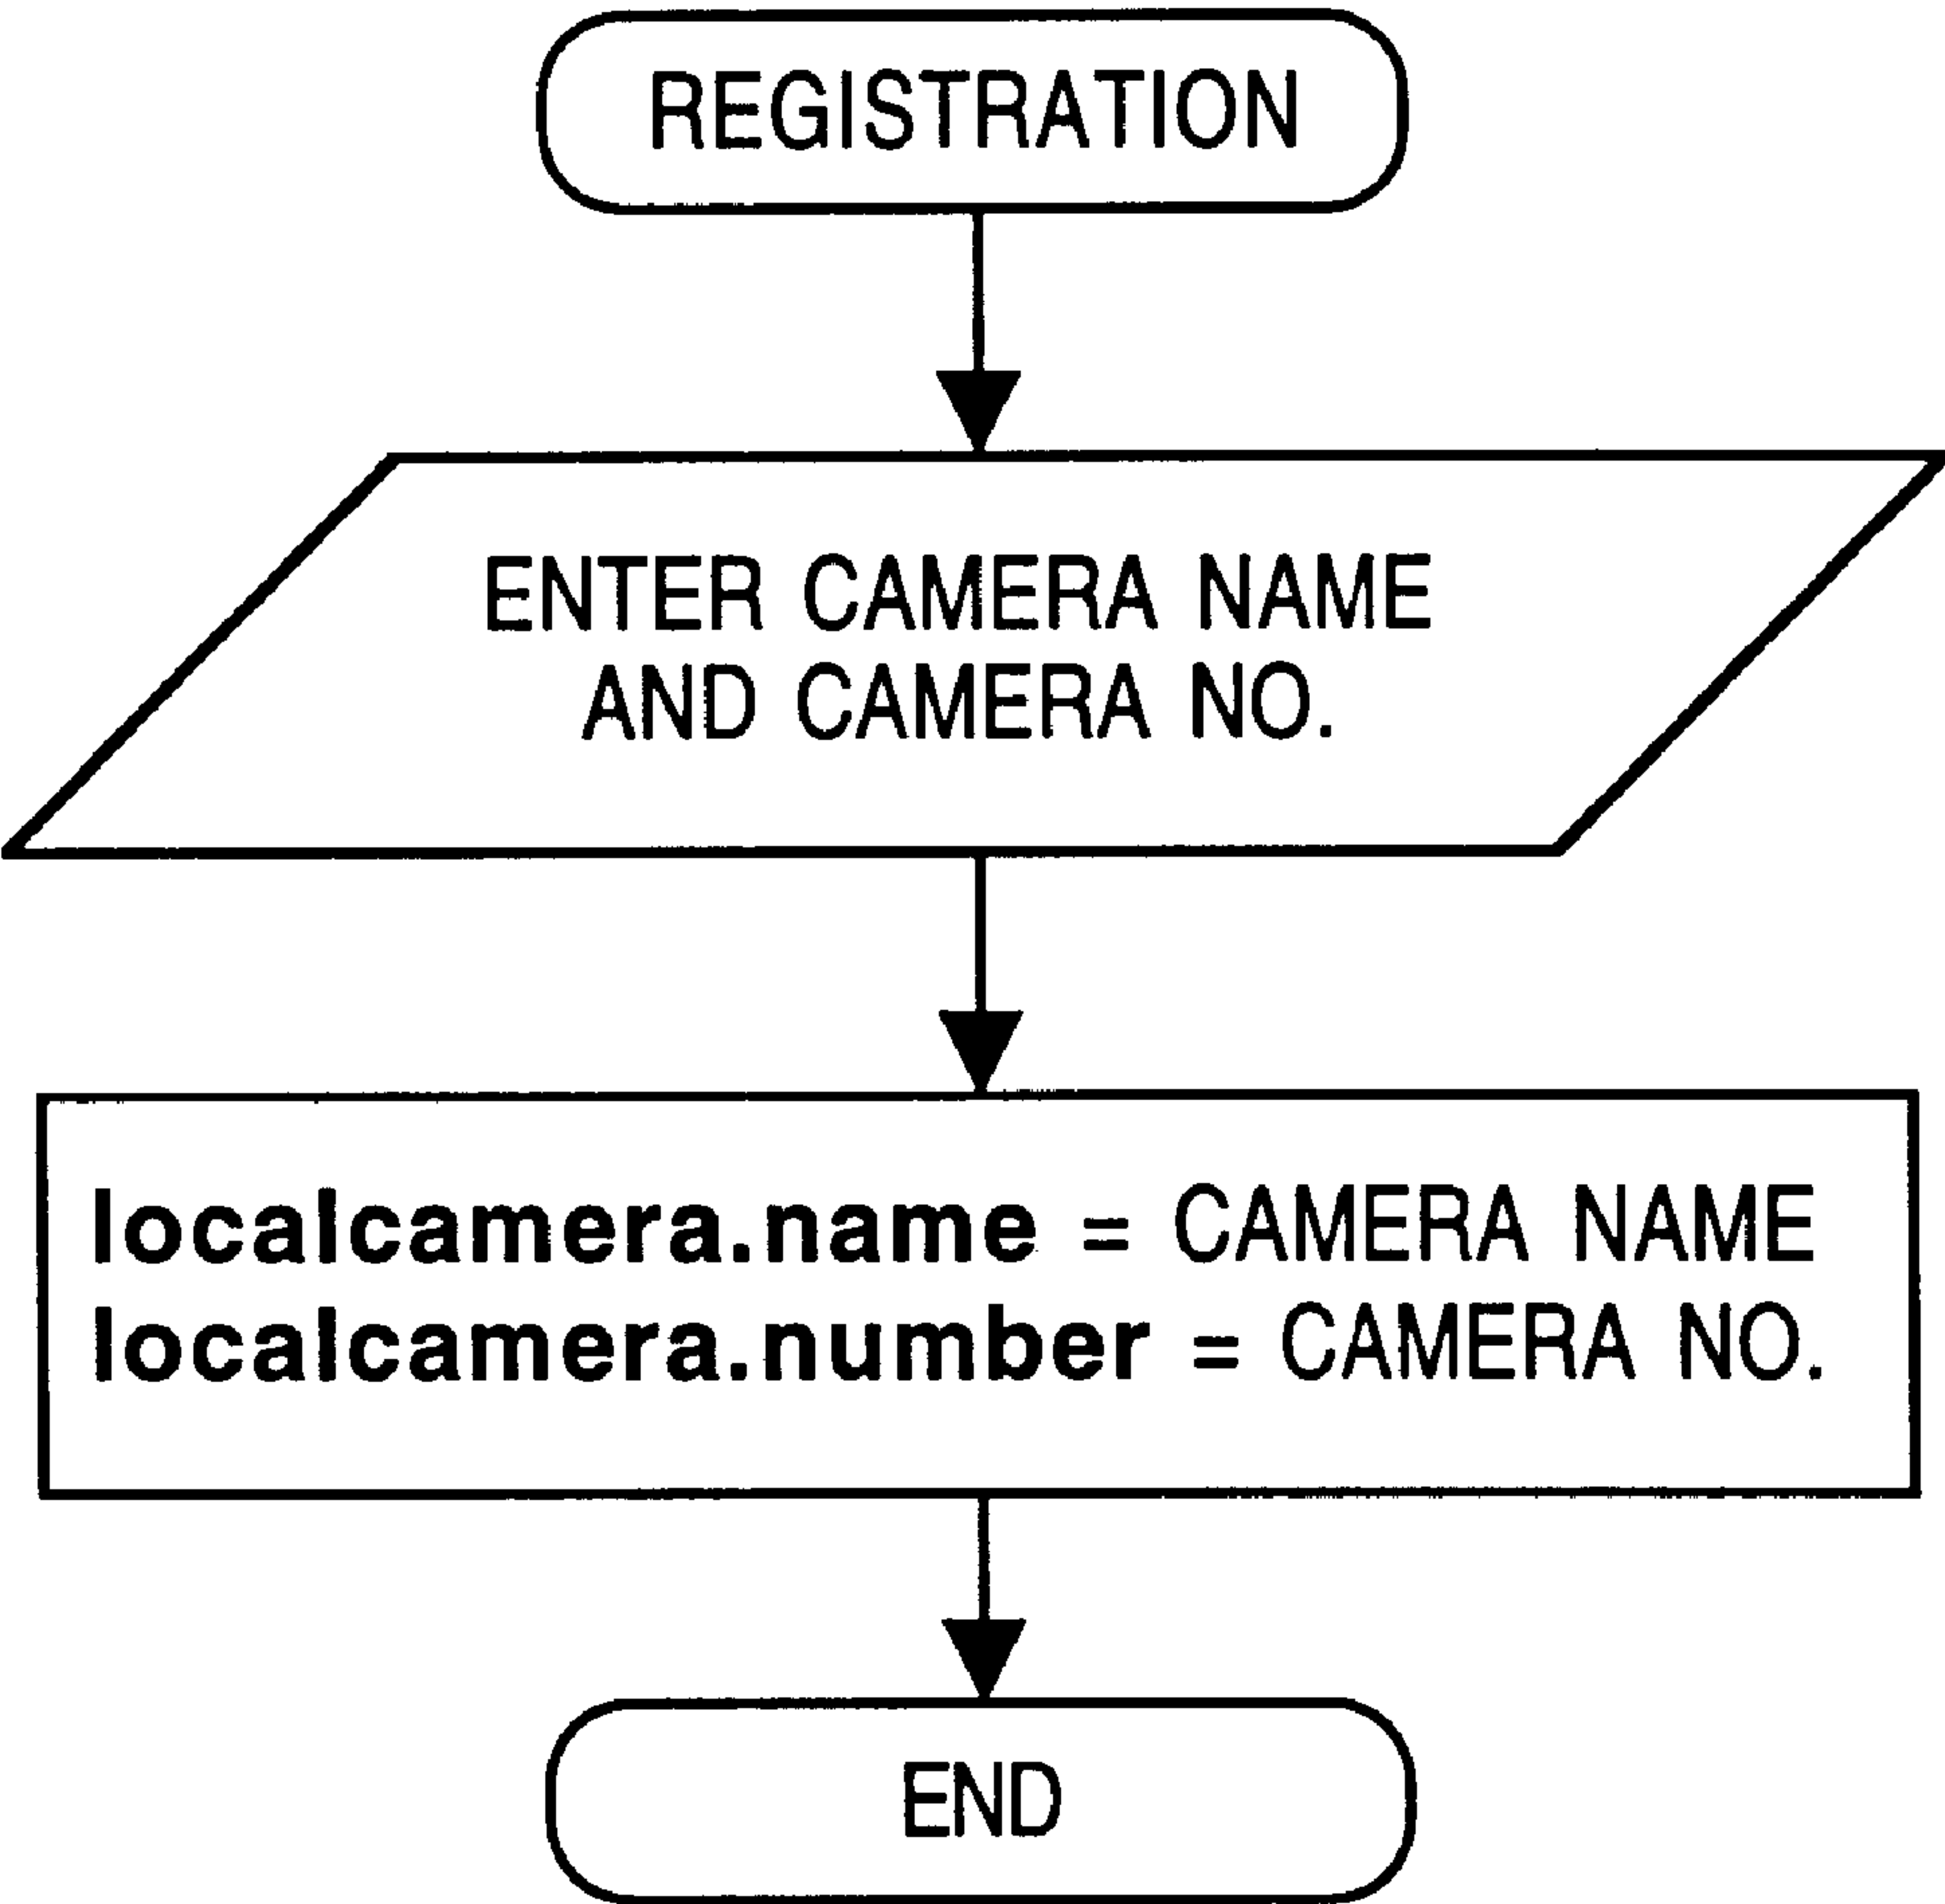 REGISTRATION
ENTER CAMERA NAME
AND CAMERA NO.
localcamera.name = CAMERA NAME
localcamera.number = CAMERA NO.
END